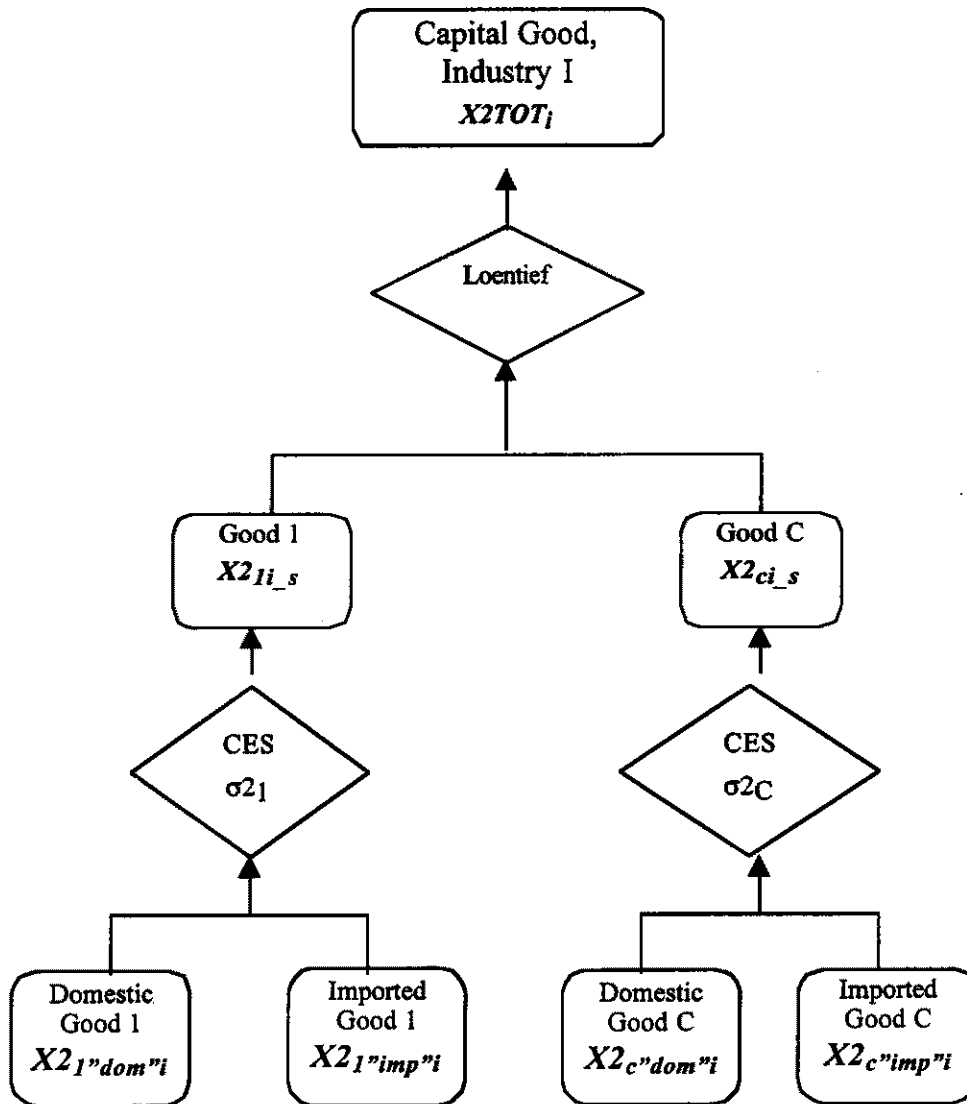 Capital Good,
Industry I
X2TOTi
Loentief
Good 1
X21i_s
Good C
X2ci_s
CES
σ21
CES
σ2C
Domestic
Good 1
X21"dom"i
Imported
Good 1
X21"imp"i
Domestic
Good C
X2c"dom"i
Imported
Good C
X2c"imp"i